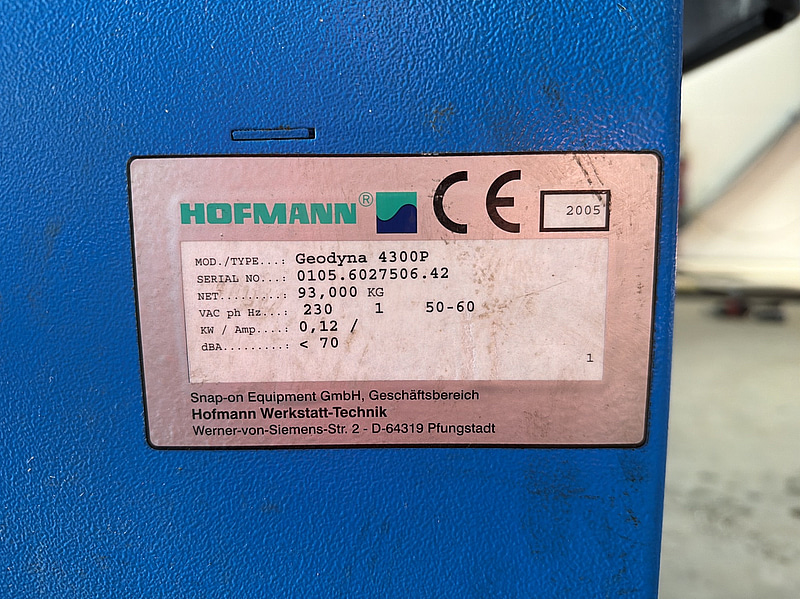 HOFMANN® CE 2005
MOD./TYPE...: Geodyna 4300P
SERIAL NO...: 0105.6027506.42
NET.........: 93,000 KG
VAC ph Hz...: 230 1 50-60
KW / Amp....: 0,12 /
dBA.........: < 70
1
Snap-on Equipment GmbH, Geschäftsbereich
Hofmann Werkstatt-Technik
Werner-von-Siemens-Str. 2 - D-64319 Pfungstadt